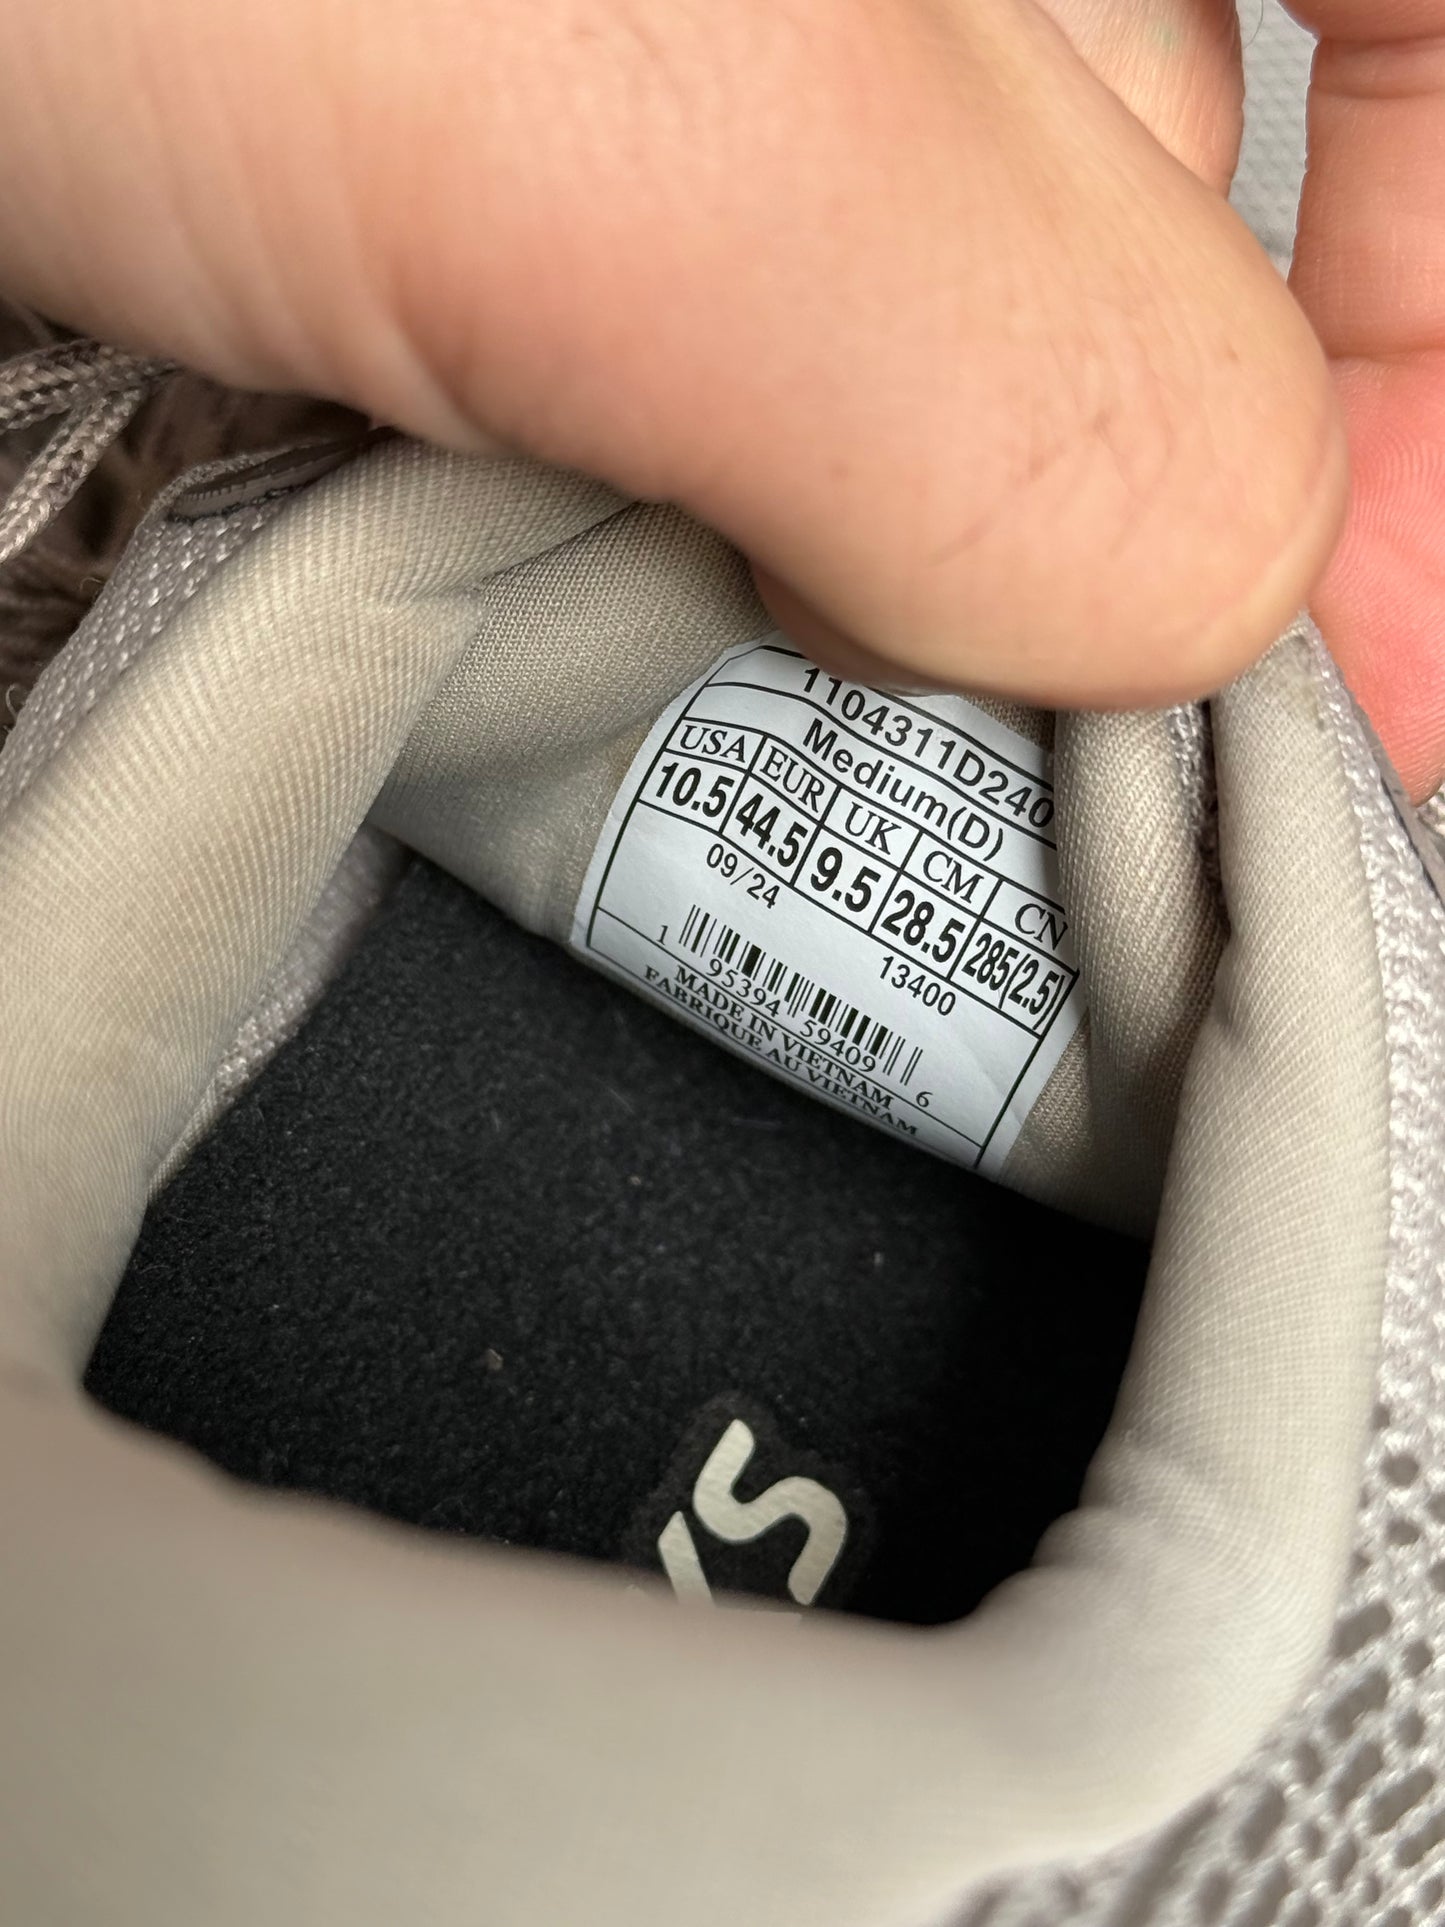 1104311D240
Medium(D)
USA EUR UK CM CN
10.5 44.5 9.5 28.5 285(2.5)
09/24 13400
1 95394 59409 6
MADE IN VIETNAM
FABRIQUE AU VIETNAM